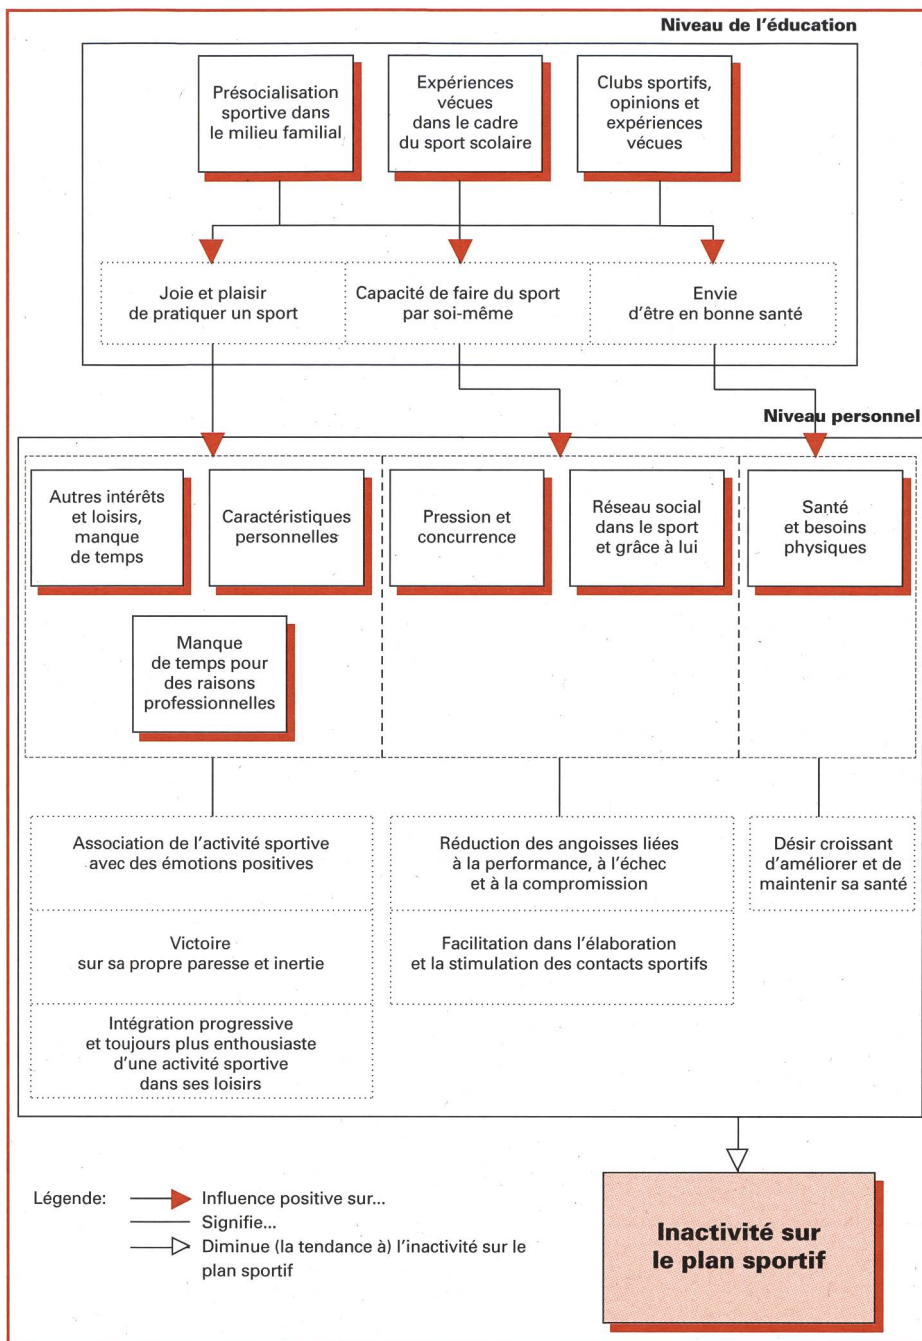 Niveau de l'éducation
Présocialisation
sportive dans
le milieu familial
Expériences
vécues
dans le cadre
du sport scolaire
Clubs sportifs,
opinions et
expériences
vécues
Joie et plaisir
de pratiquer un sport
Capacité de faire du sport
par soi-même
Envie
d'être en bonne santé
Niveau personnel
Autres intérêts
et loisirs,
manque
de temps
Caractéristiques
personnelles
Pression et
concurrence
Réseau social
dans le sport
et grâce à lui
Santé
et besoins
physiques
Manque
de temps pour
des raisons
professionnelles
Association de l'activité sportive
avec des émotions positives
Réduction des angoisses liées
à la performance, à l'échec
et à la compromission
Désir croissant
d'améliorer et de
maintenir sa santé
Victoire
sur sa propre paresse et inertie
Facilitation dans l'élaboration
et la stimulation des contacts sportifs
Intégration progressive
et toujours plus enthousiaste
d'une activité sportive
dans ses loisirs
Légende:
Influence positive sur...
Signifie...
Diminue (la tendance à) l'inactivité sur le
plan sportif
Inactivité sur
le plan sportif